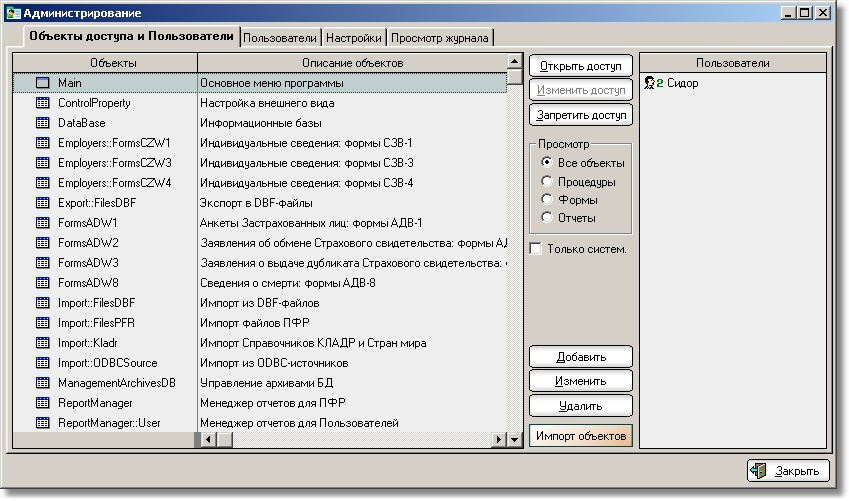 Администрирование
Объекты доступа и Пользователи Пользователи Настройки Просмотр журнала
Объекты Описание объектов
Main Основное меню программы
ControlProperty Настройка внешнего вида
DataBase Информационные базы
Employers::FormsCZW1 Индивидуальные сведения: формы СЗВ-1
Employers::FormsCZW3 Индивидуальные сведения: формы СЗВ-3
Employers::FormsCZW4 Индивидуальные сведения: формы СЗВ-4
Export::FilesDBF Экспорт в DBF-файлы
FormsADW1 Анкеты Застрахованных лиц: формы АДВ-1
FormsADW2 Заявления об обмене Страхового свидетельства: формы АД
FormsADW3 Заявления о выдаче дубликата Страхового свидетельства:
FormsADW8 Сведения о смерти: формы АДВ-8
Import::FilesDBF Импорт из DBF-файлов
Import::FilesPFR Импорт файлов ПФР
Import::Kladr Импорт Справочников КЛАДР и Стран мира
Import::ODBCSource Импорт из ODBC-источников
ManagementArchivesDB Управление архивами БД
ReportManager Менеджер отчетов для ПФР
ReportManager::User Менеджер отчетов для Пользователей
Открыть доступ
Изменить доступ
Запретить доступ
Просмотр
Все объекты
Процедуры
Формы
Отчеты
Только систем.
Добавить
Изменить
Удалить
Импорт объектов
Пользователи
2 Сидор
Закрыть